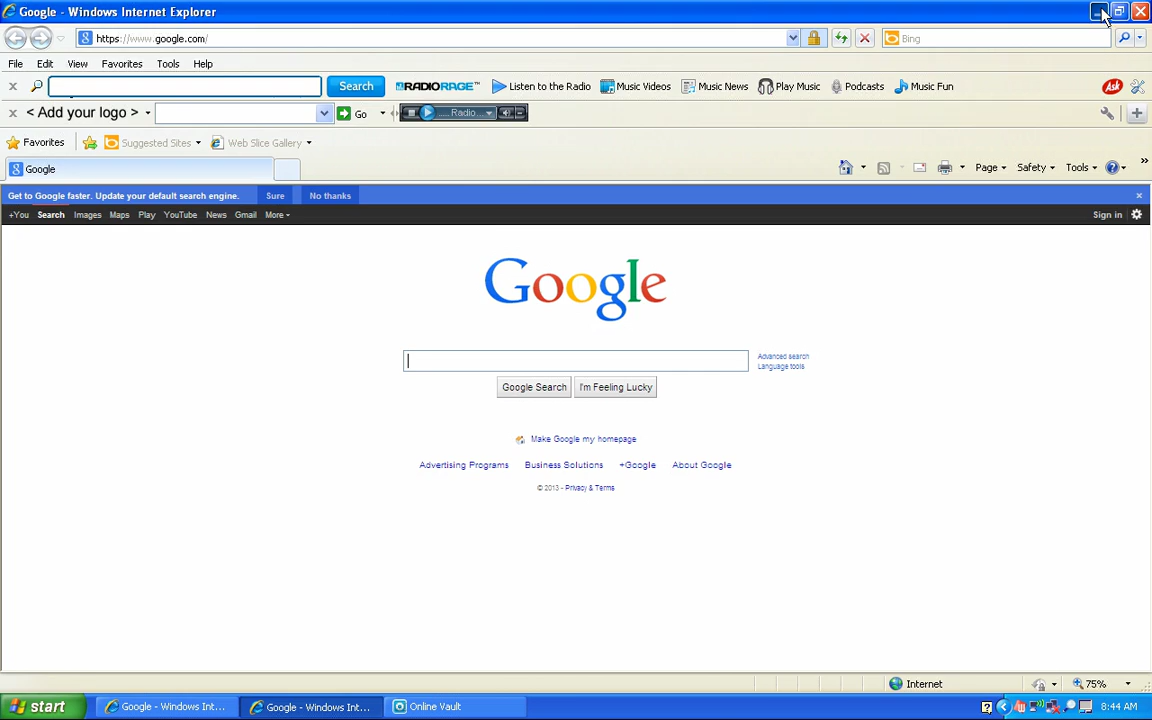 Google - Windows Internet Explorer
https://www.google.com/
Bing
File Edit View Favorites Tools Help
Search RADIORAGE™ Listen to the Radio Music Videos Music News Play Music Podcasts Music Fun Ask
< Add your logo > Go ..... Radio...
Favorites Suggested Sites Web Slice Gallery
Google
Page Safety Tools
Get to Google faster. Update your default search engine. Sure No thanks
+You Search Images Maps Play YouTube News Gmail More Sign in
Google
Advanced search
Language tools
Google Search I'm Feeling Lucky
Make Google my homepage
Advertising Programs Business Solutions +Google About Google
© 2013 - Privacy & Terms
Internet 75%
start Google - Windows Int... Google - Windows Int... Online Vault 8:44 AM